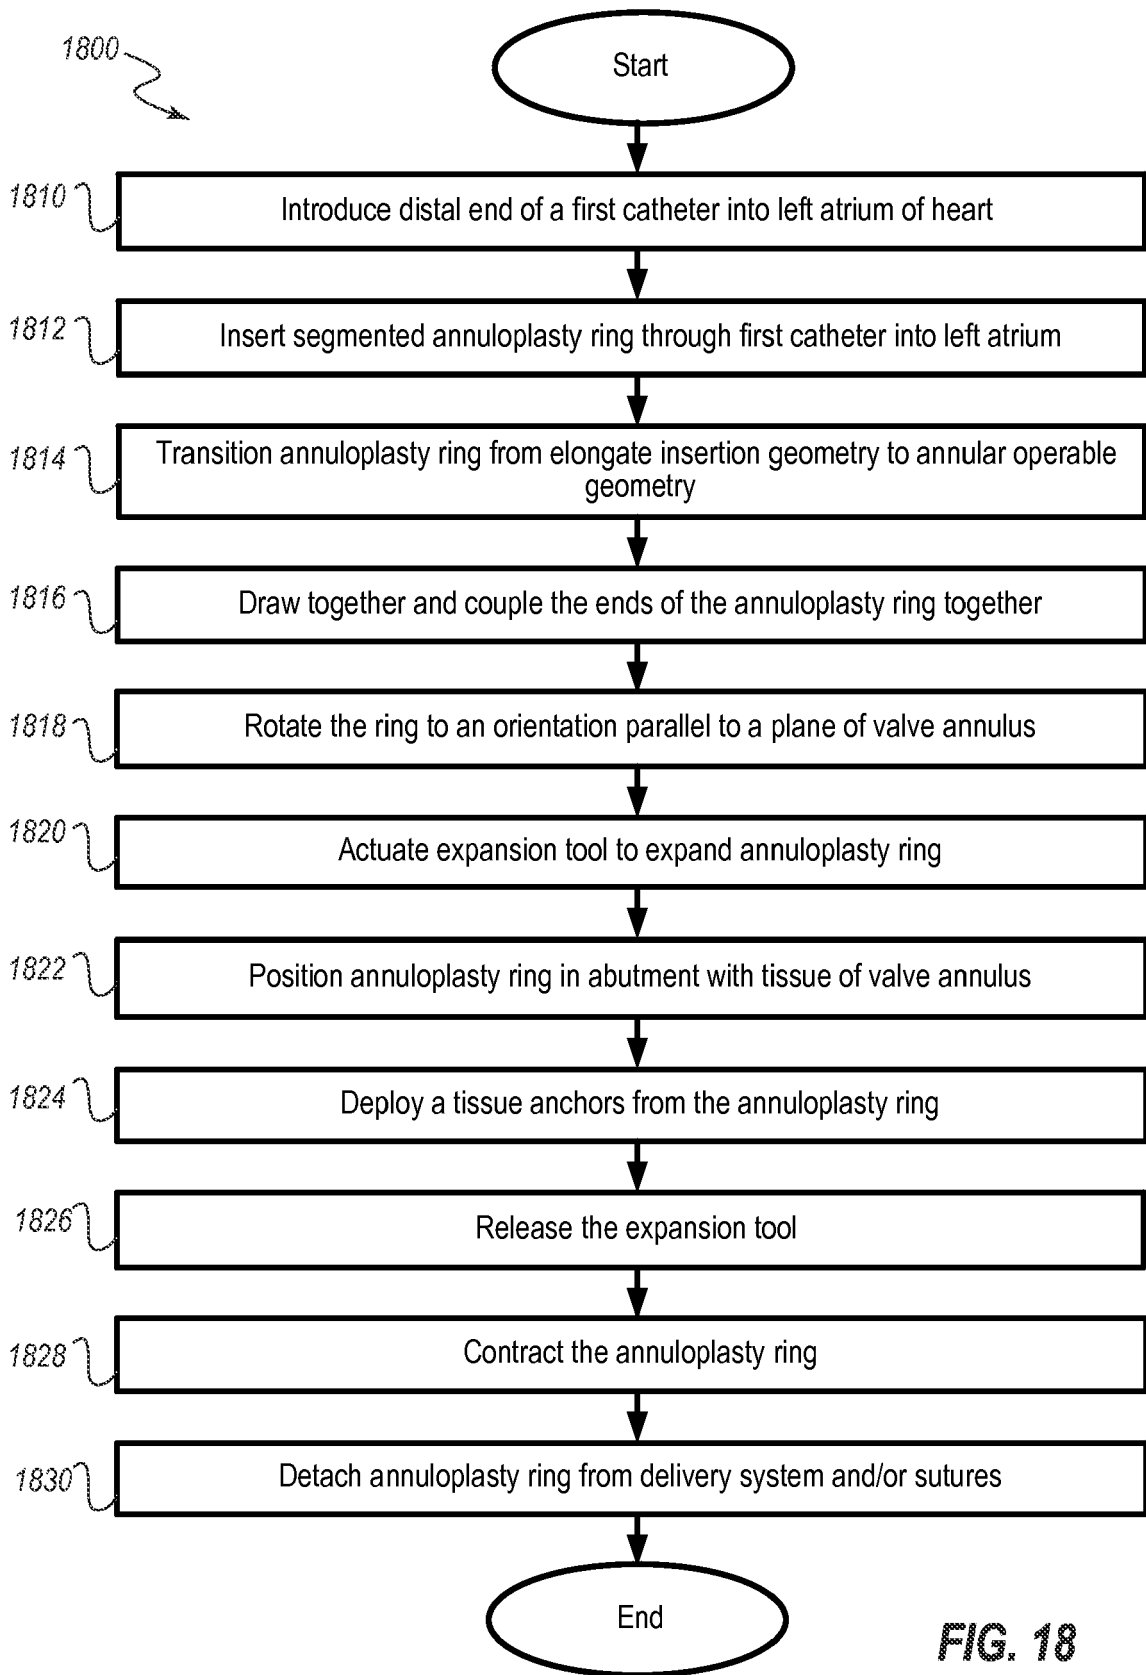 1800
Start
1810
Introduce distal end of a first catheter into left atrium of heart
1812
Insert segmented annuloplasty ring through first catheter into left atrium
1814
Transition annuloplasty ring from elongate insertion geometry to annular operable
geometry
1816
Draw together and couple the ends of the annuloplasty ring together
1818
Rotate the ring to an orientation parallel to a plane of valve annulus
1820
Actuate expansion tool to expand annuloplasty ring
1822
Position annuloplasty ring in abutment with tissue of valve annulus
1824
Deploy a tissue anchors from the annuloplasty ring
1826
Release the expansion tool
1828
Contract the annuloplasty ring
1830
Detach annuloplasty ring from delivery system and/or sutures
End
FIG. 18